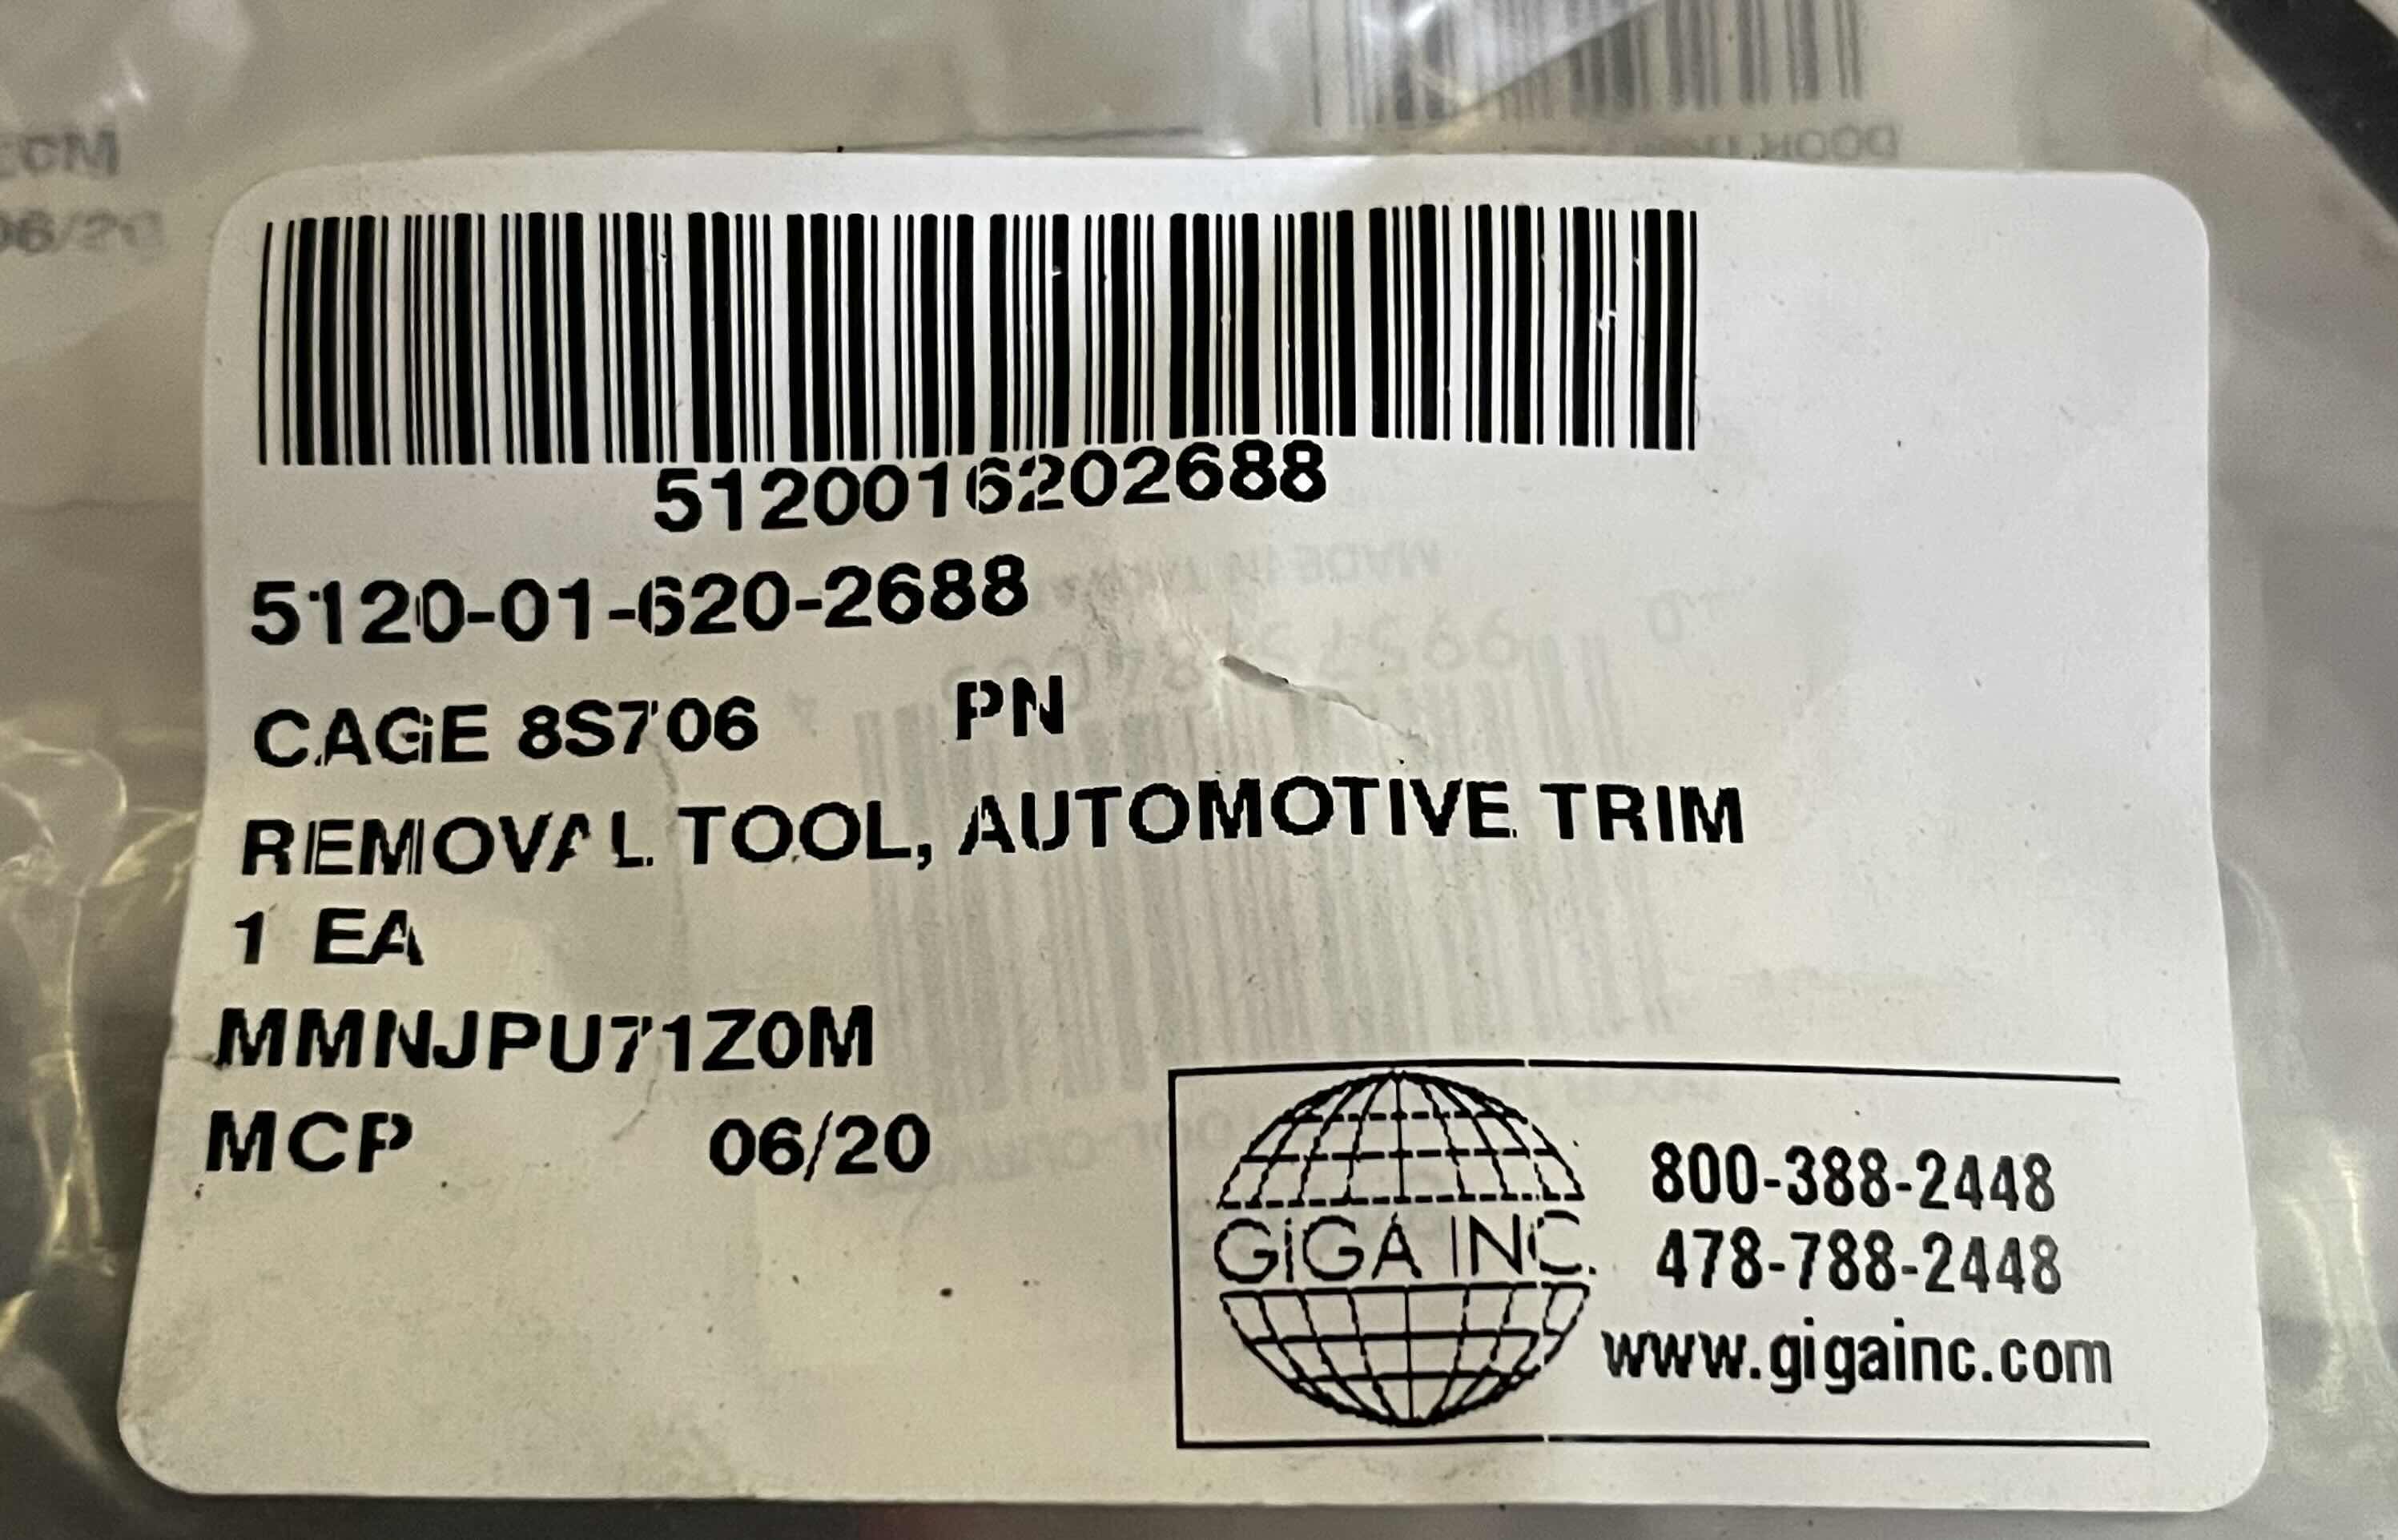 5120016202688
5120-01-620-2688
CAGE 8S706 PN
REMOVAL TOOL, AUTOMOTIVE TRIM
1 EA
MMNJPU71Z0M
MCP 06/20
GIGA INC.
800-388-2448
478-788-2448
www.gigainc.com